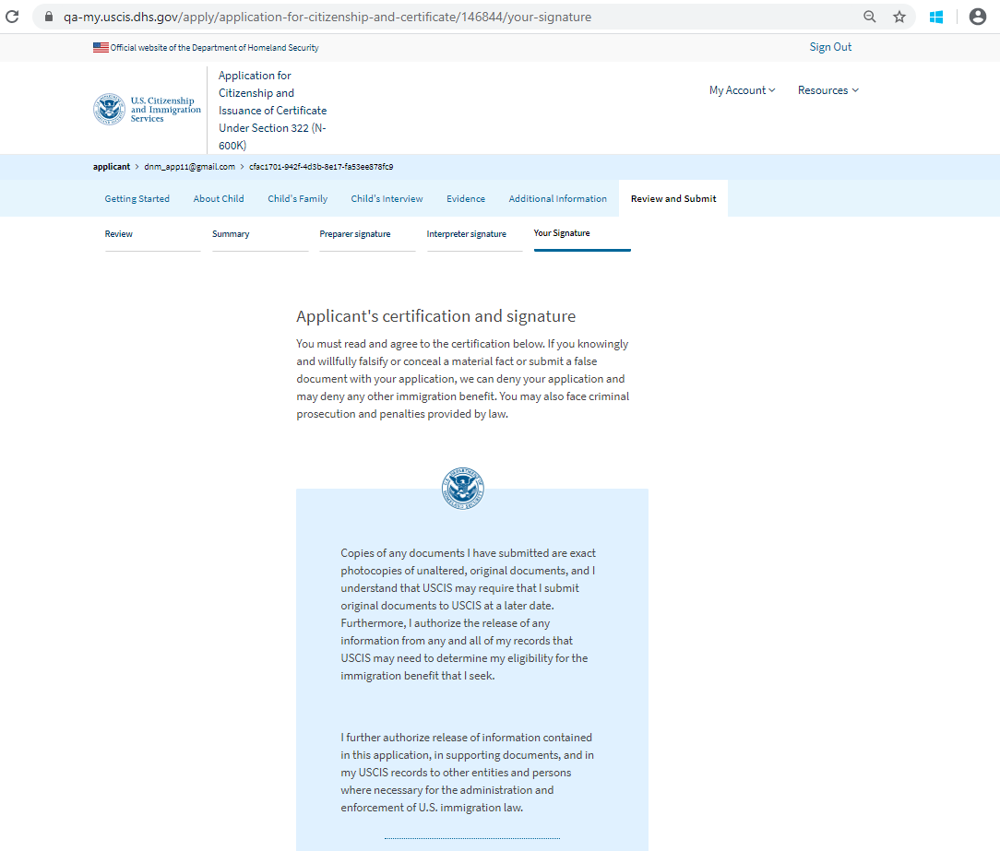 qa-my.uscis.dhs.gov/apply/application-for-citizenship-and-certificate/146844/your-signature
Official website of the Department of Homeland Security
Sign Out
U.S. Citizenship
and Immigration
Services
Application for
Citizenship and
Issuance of Certificate
Under Section 322 (N-
600K)
My Account
Resources
applicant > dnm_app11@gmail.com > cfac1701-942f-4d3b-8e17-fa53ee878fc9
Getting Started
About Child
Child's Family
Child's Interview
Evidence
Additional Information
Review and Submit
Review
Summary
Preparer signature
Interpreter signature
Your Signature
Applicant's certification and signature
You must read and agree to the certification below. If you knowingly
and willfully falsify or conceal a material fact or submit a false
document with your application, we can deny your application and
may deny any other immigration benefit. You may also face criminal
prosecution and penalties provided by law.
U.S. DEPARTMENT OF HOMELAND SECURITY
Copies of any documents I have submitted are exact
photocopies of unaltered, original documents, and I
understand that USCIS may require that I submit
original documents to USCIS at a later date.
Furthermore, I authorize the release of any
information from any and all of my records that
USCIS may need to determine my eligibility for the
immigration benefit that I seek.
I further authorize release of information contained
in this application, in supporting documents, and in
my USCIS records to other entities and persons
where necessary for the administration and
enforcement of U.S. immigration law.